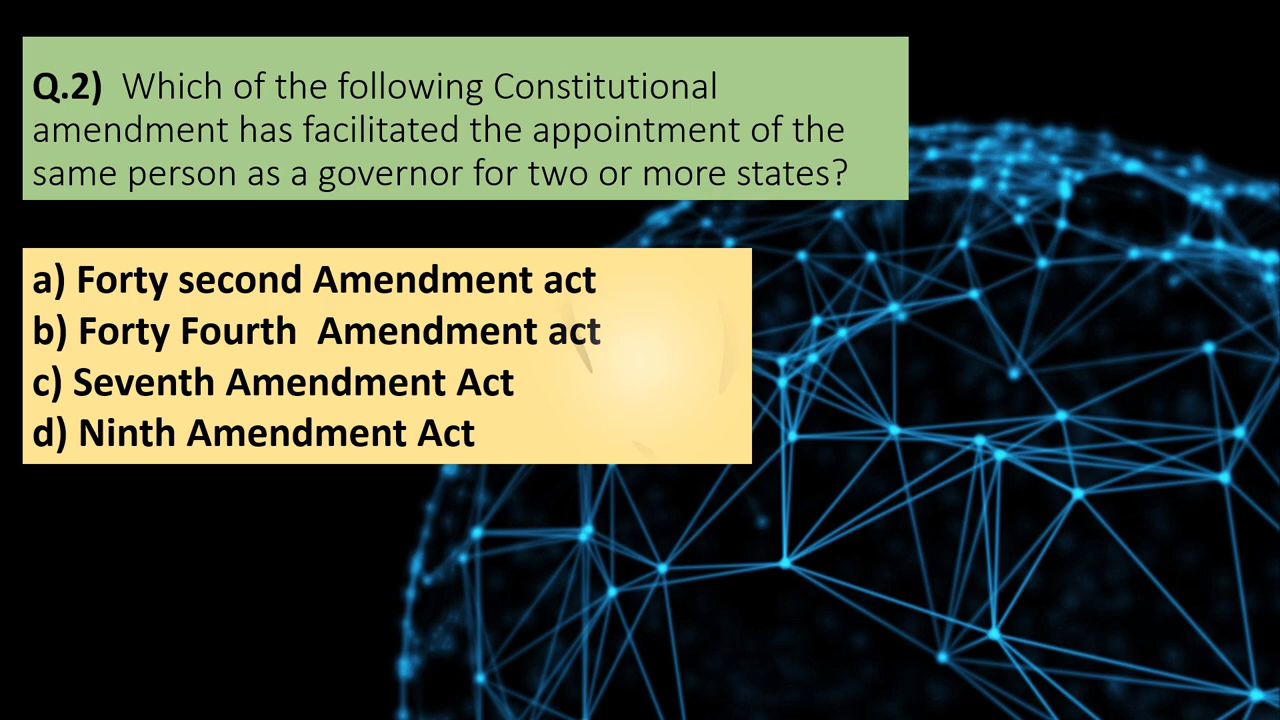 Q.2) Which of the following Constitutional
amendment has facilitated the appointment of the
same person as a governor for two or more states?
a) Forty second Amendment act
b) Forty Fourth  Amendment act
c) Seventh Amendment Act
d) Ninth Amendment Act